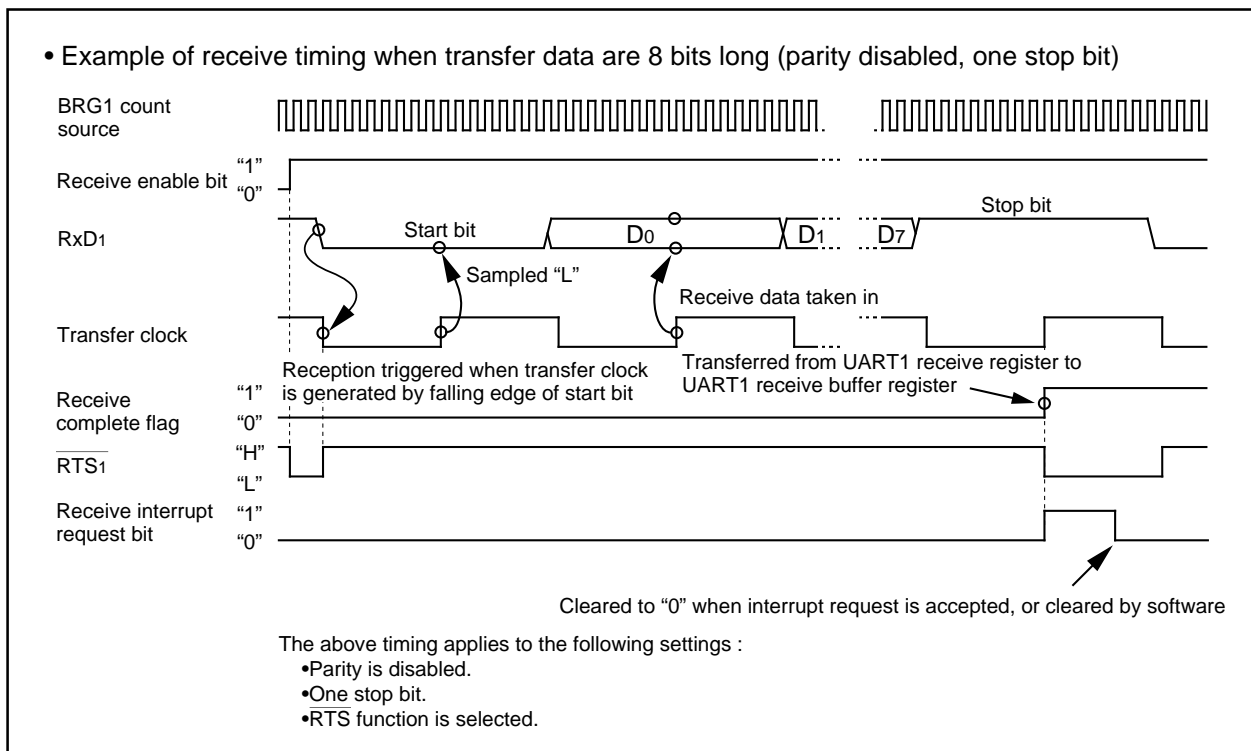 • Example of receive timing when transfer data are 8 bits long (parity disabled, one stop bit)
BRG1 count
source
Receive enable bit
“1”
“0”
RxD1
Start bit
D0
D1
D7
Stop bit
Sampled “L”
Receive data taken in
Transfer clock
Reception triggered when transfer clock
is generated by falling edge of start bit
Transferred from UART1 receive register to
UART1 receive buffer register
Receive
complete flag
“1”
“0”
RTS1
“H”
“L”
Receive interrupt
request bit
“1”
“0”
Cleared to “0” when interrupt request is accepted, or cleared by software
The above timing applies to the following settings :
•Parity is disabled.
•One stop bit.
•RTS function is selected.